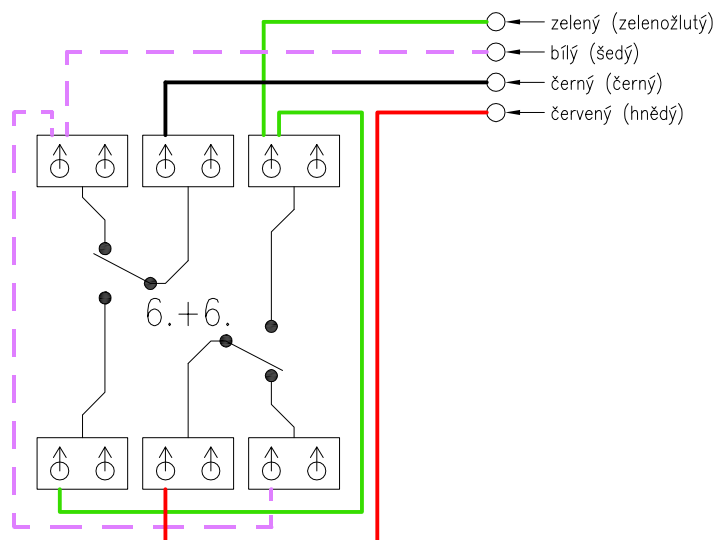 zelený (zelenožlutý)
bílý (šedý)
černý (černý)
červený (hnědý)
6.+6.